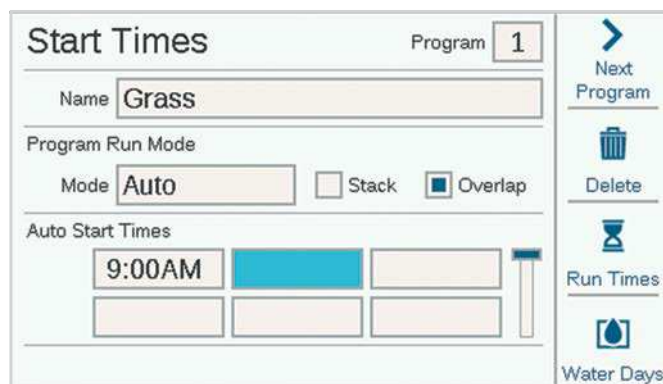 Start Times
Program 1
Name Grass
Program Run Mode
Mode Auto
Stack
Overlap
Auto Start Times
9:00AM
Next
Program
Delete
Run Times
Water Days